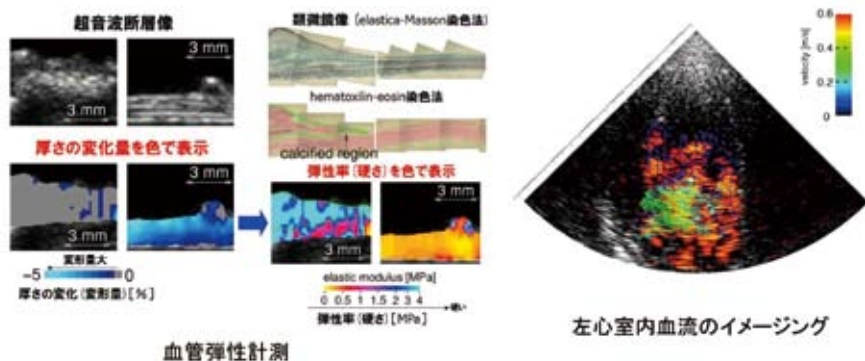 超音波断層像
3 mm
3 mm
厚さの変化量を色で表示
3 mm
3 mm
変形量大
-5 0
厚さの変化(変形量)[%]
顕微鏡像 (elastica-Masson染色法)
hematoxilin-eosin染色法
calcified region
弾性率(硬さ)を色で表示
3 mm
3 mm
elastic modulus [MPa]
0 0.5 1 1.5 2 3 4
硬い
弾性率(硬さ)[MPa]
血管弾性計測
0.6
0.4
0.2
0
velocity [m/s]
左心室内血流のイメージング